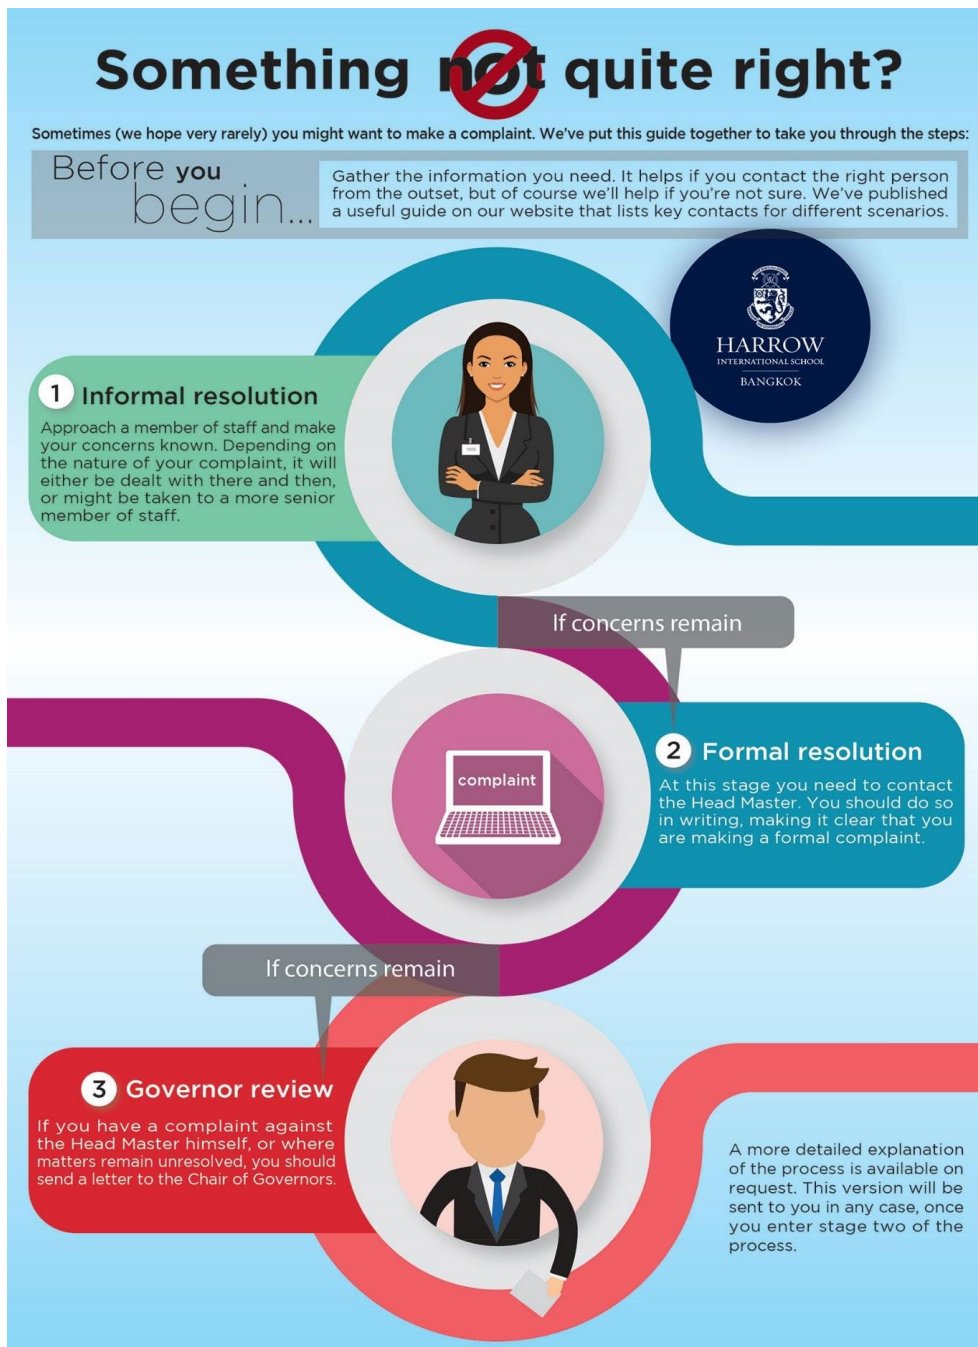 Something not quite right?
Sometimes (we hope very rarely) you might want to make a complaint. We've put this guide together to take you through the steps:
Before you
begin...
Gather the information you need. It helps if you contact the right person
from the outset, but of course we'll help if you're not sure. We've published
a useful guide on our website that lists key contacts for different scenarios.
HARROW
INTERNATIONAL SCHOOL
BANGKOK
1 Informal resolution
Approach a member of staff and make
your concerns known. Depending on
the nature of your complaint, it will
either be dealt with there and then,
or might be taken to a more senior
member of staff.
If concerns remain
complaint
2 Formal resolution
At this stage you need to contact
the Head Master. You should do so
in writing, making it clear that you
are making a formal complaint.
If concerns remain
3 Governor review
If you have a complaint against
the Head Master himself, or where
matters remain unresolved, you should
send a letter to the Chair of Governors.
A more detailed explanation
of the process is available on
request. This version will be
sent to you in any case, once
you enter stage two of the
process.